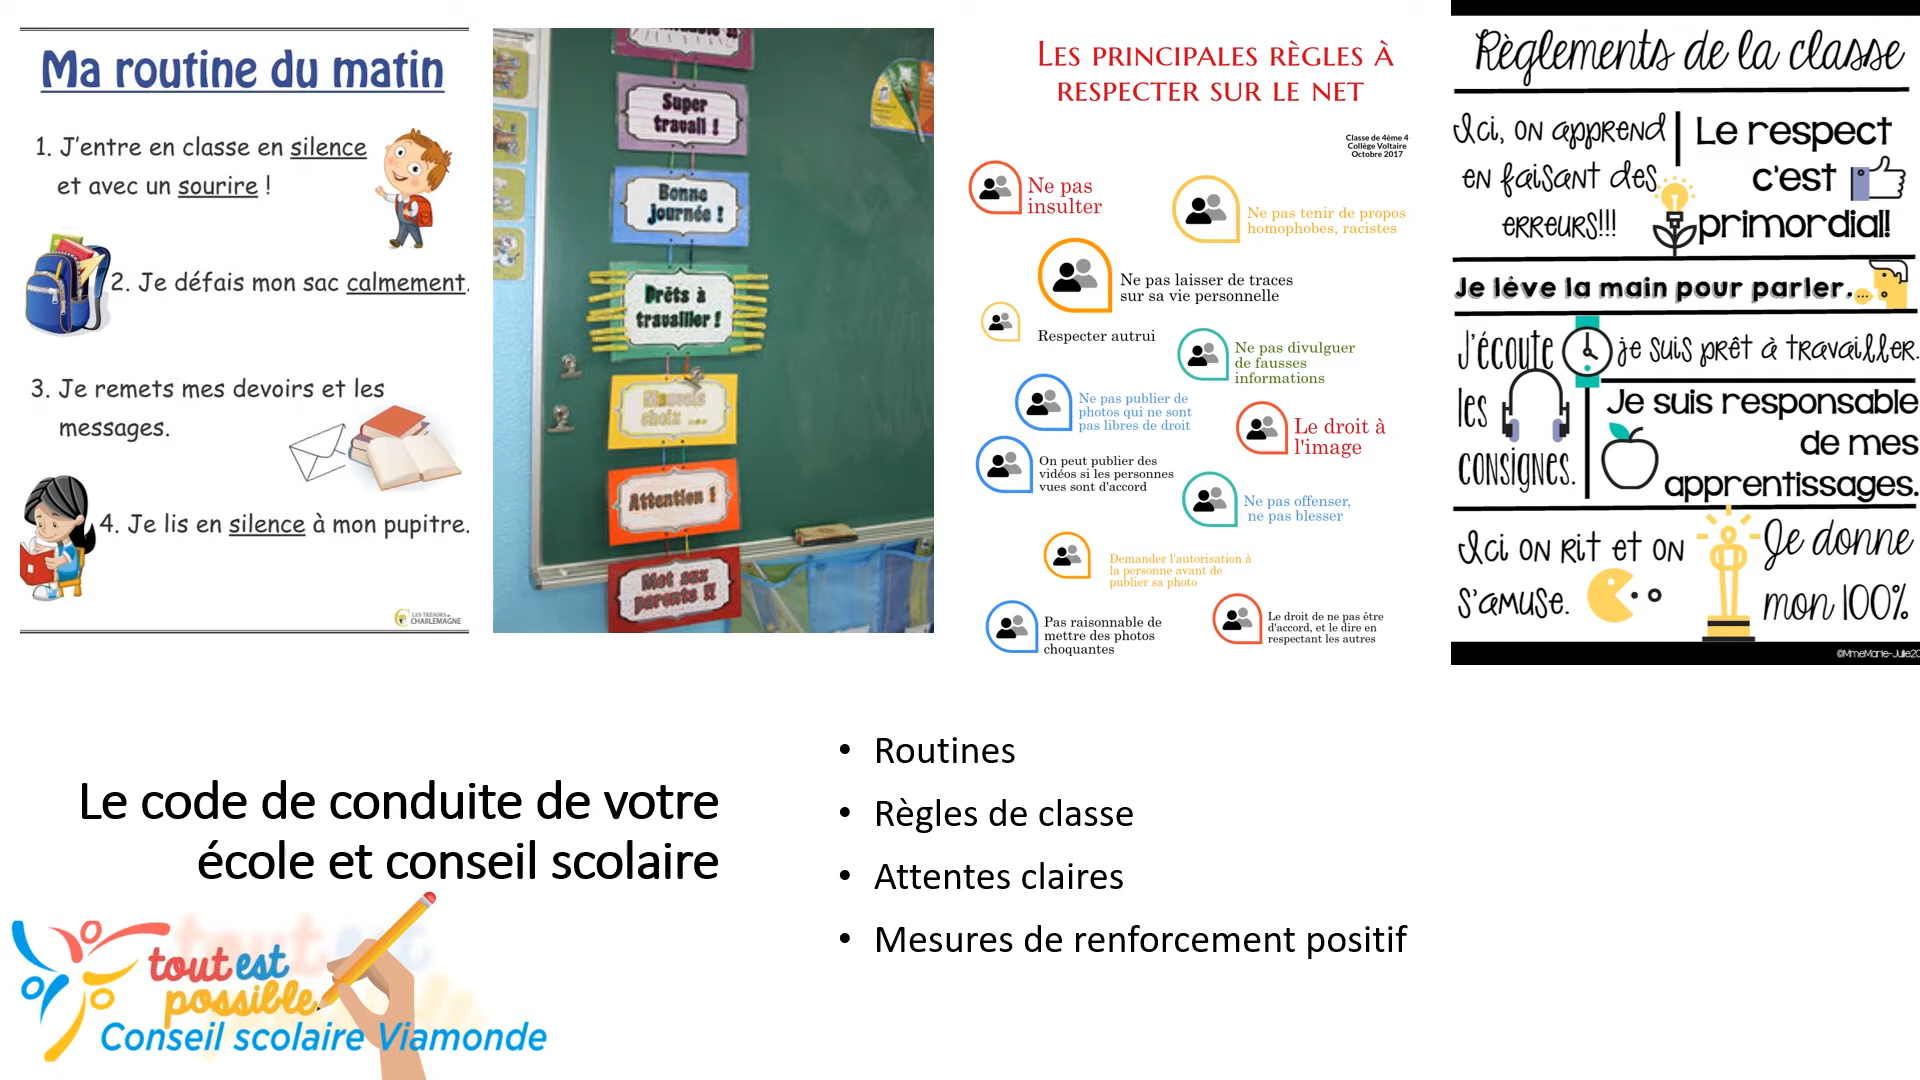 Ma routine du matin
1. J'entre en classe en silence
et avec un sourire !
2. Je défais mon sac calmement.
3. Je remets mes devoirs et les
messages.
4. Je lis en silence à mon pupitre.
LES TRÉSORS DE
CHARLEMAGNE
Super
travail !
Bonne
journée !
Prêts à
travailler !
Mauvais
choix ...
Attention !
Mot aux
parents !!
LES PRINCIPALES RÈGLES À
RESPECTER SUR LE NET
Classe de 4ème 4
Collège Voltaire
Octobre 2017
Ne pas
insulter
Ne pas tenir de propos
homophobes, racistes
Ne pas laisser de traces
sur sa vie personnelle
Respecter autrui
Ne pas divulguer
de fausses
informations
Ne pas publier de
photos qui ne sont
pas libres de droit
Le droit à
l'image
On peut publier des
vidéos si les personnes
vues sont d'accord
Ne pas offenser,
ne pas blesser
Demander l'autorisation à
la personne avant de
publier sa photo
Pas raisonnable de
mettre des photos
choquantes
Le droit de ne pas être
d'accord, et le dire en
respectant les autres
Règlements de la classe
Ici, on apprend
en faisant des
erreurs!!!
Le respect
c'est
primordial!
Je lève la main pour parler.
J'écoute
les
consignes.
je suis prêt à travailler.
Je suis responsable
de mes
apprentissages.
Ici on rit et on
s'amuse.
Je donne
mon 100%
©MmeMarie-Julie20
Le code de conduite de votre
école et conseil scolaire
• Routines
• Règles de classe
• Attentes claires
• Mesures de renforcement positif
tout est
possible
Conseil scolaire Viamonde